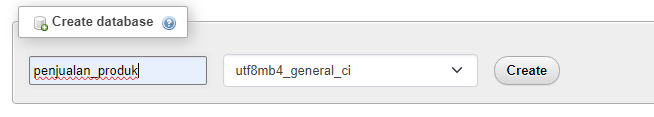 Create database
penjualan_produk
utf8mb4_general_ci
Create